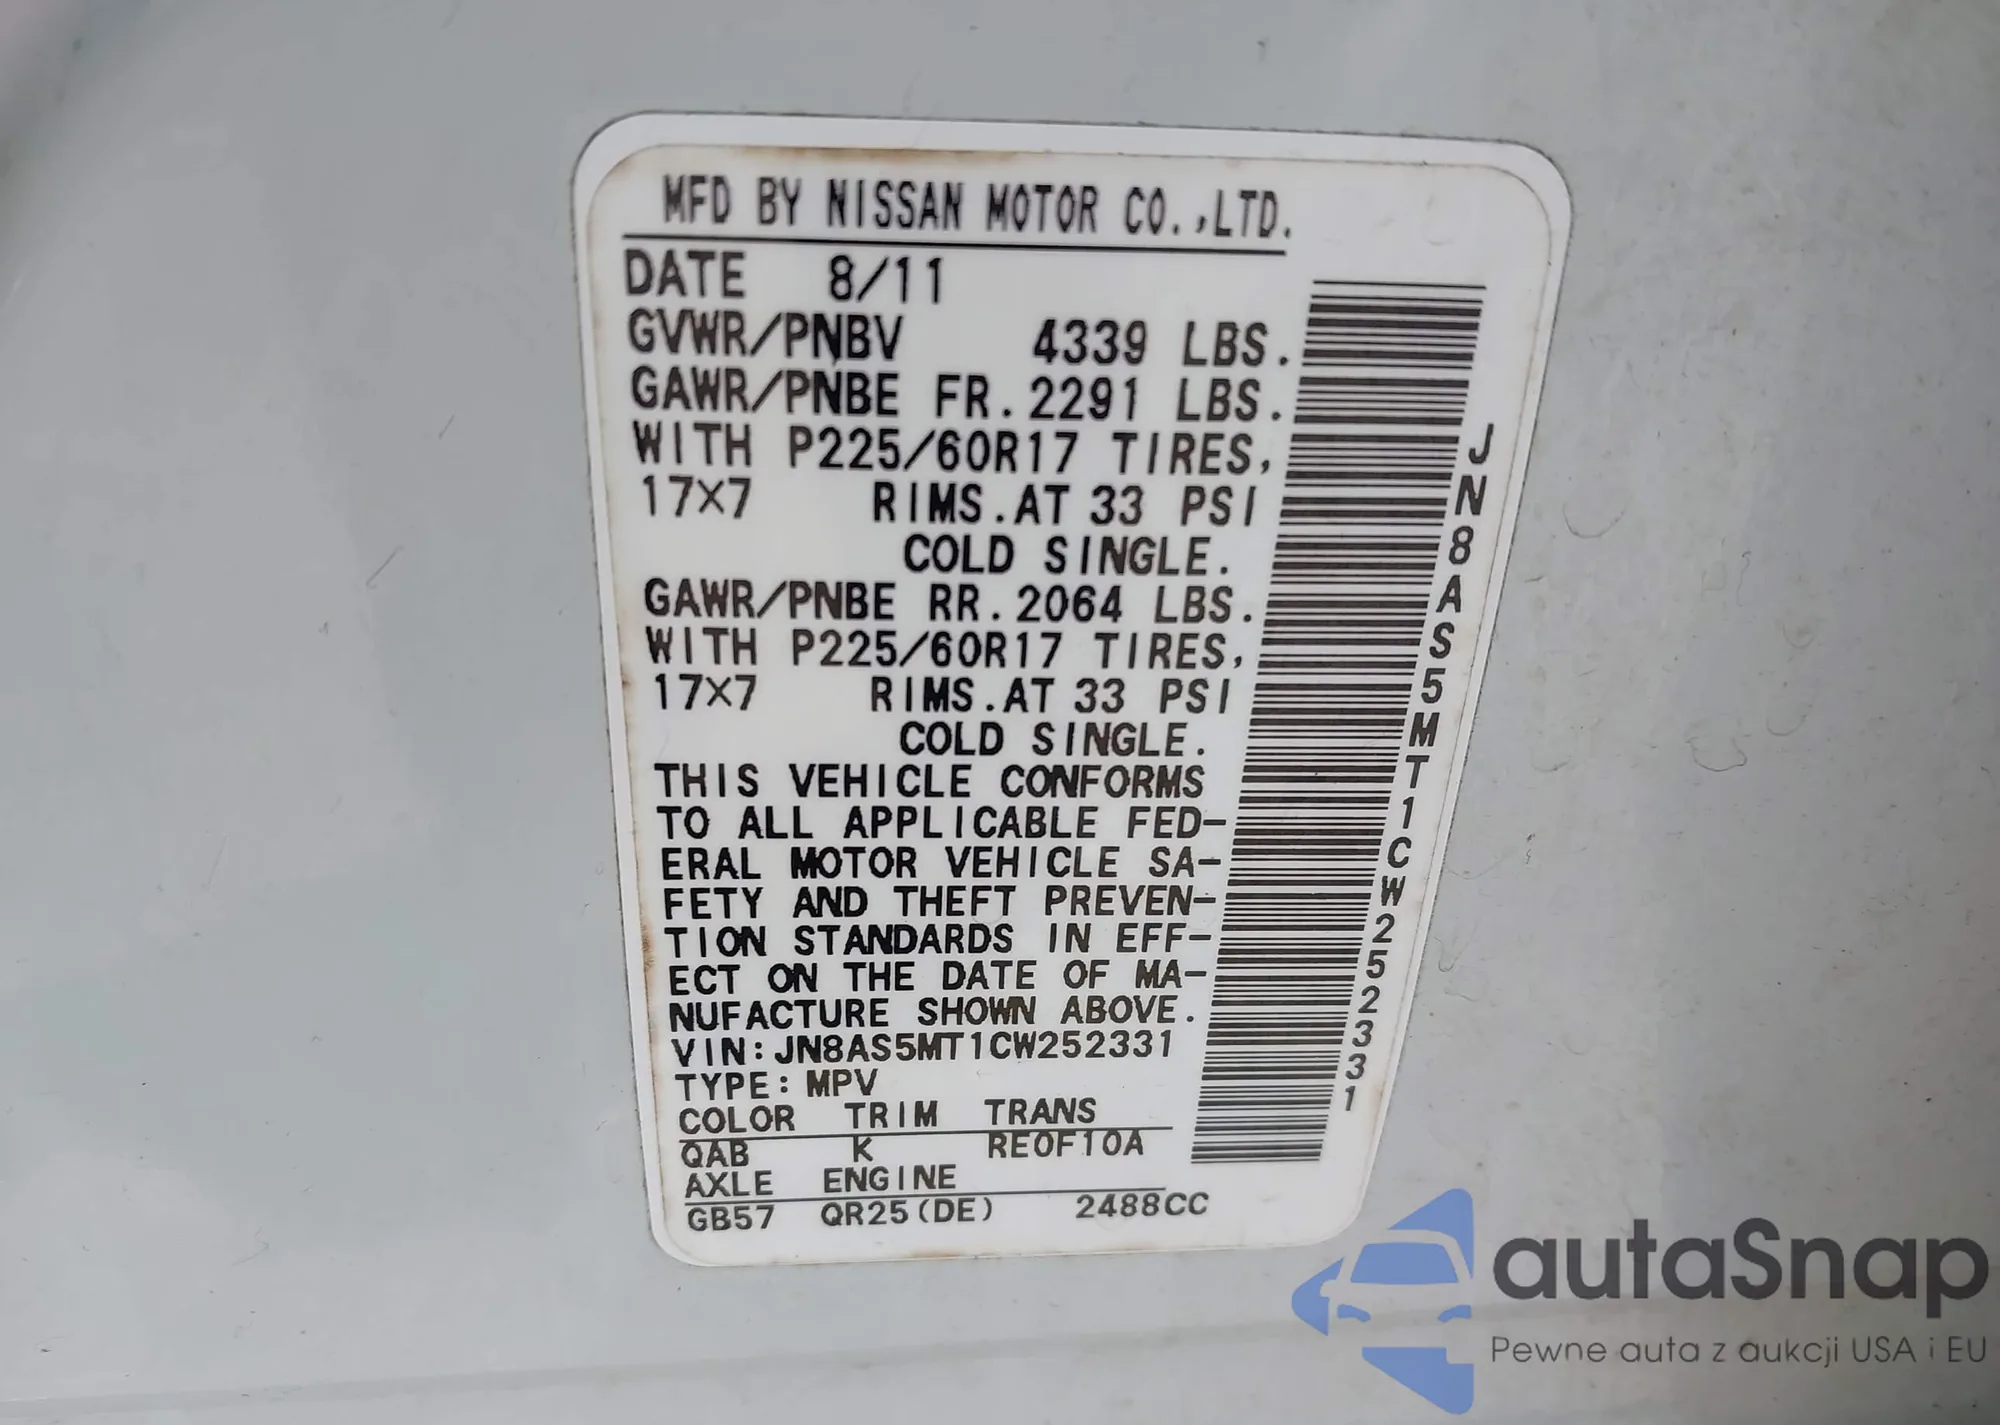 MFD BY NISSAN MOTOR CO.,LTD.
DATE 8/11
GVWR/PNBV 4339 LBS.
GAWR/PNBE FR.2291 LBS.
WITH P225/60R17 TIRES,
17X7 RIMS.AT 33 PSI
COLD SINGLE.
GAWR/PNBE RR.2064 LBS.
WITH P225/60R17 TIRES,
17X7 RIMS.AT 33 PSI
COLD SINGLE.
THIS VEHICLE CONFORMS
TO ALL APPLICABLE FED-
ERAL MOTOR VEHICLE SA-
FETY AND THEFT PREVEN-
TION STANDARDS IN EFF-
ECT ON THE DATE OF MA-
NUFACTURE SHOWN ABOVE.
VIN:JN8AS5MT1CW252331
TYPE:MPV
COLOR TRIM TRANS
QAB K RE0F10A
AXLE ENGINE
GB57 QR25(DE) 2488CC
JN8AS5MT1CW252331
autaSnap
Pewne auta z aukcji USA i EU